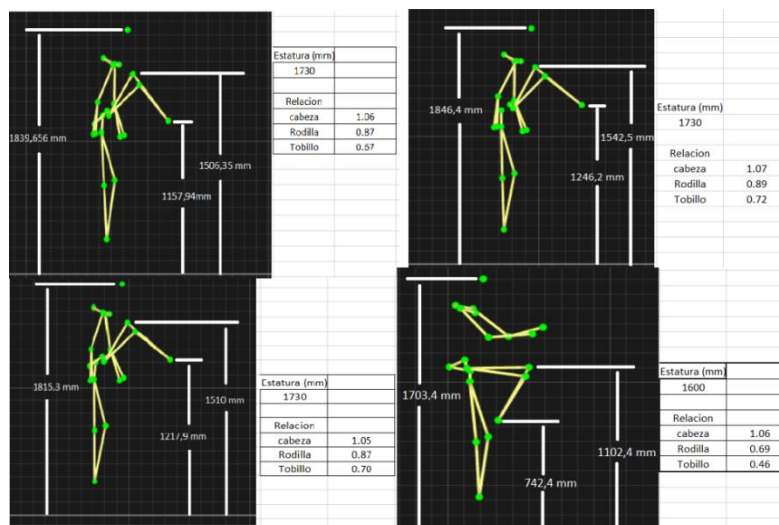 1839,656 mm
1506,35 mm
1157,94mm
Estatura (mm)
1730
Relacion
cabeza 1.06
Rodilla 0.87
Tobillo 0.67
1846,4 mm
1542,5 mm
1246,2 mm
Estatura (mm)
1730
Relacion
cabeza 1.07
Rodilla 0.89
Tobillo 0.72
1815,3 mm
1510 mm
1217,9 mm
Estatura (mm)
1730
Relacion
cabeza 1.05
Rodilla 0.87
Tobillo 0.70
1703,4 mm
1102,4 mm
742,4 mm
Estatura (mm)
1600
Relacion
cabeza 1.06
Rodilla 0.69
Tobillo 0.46